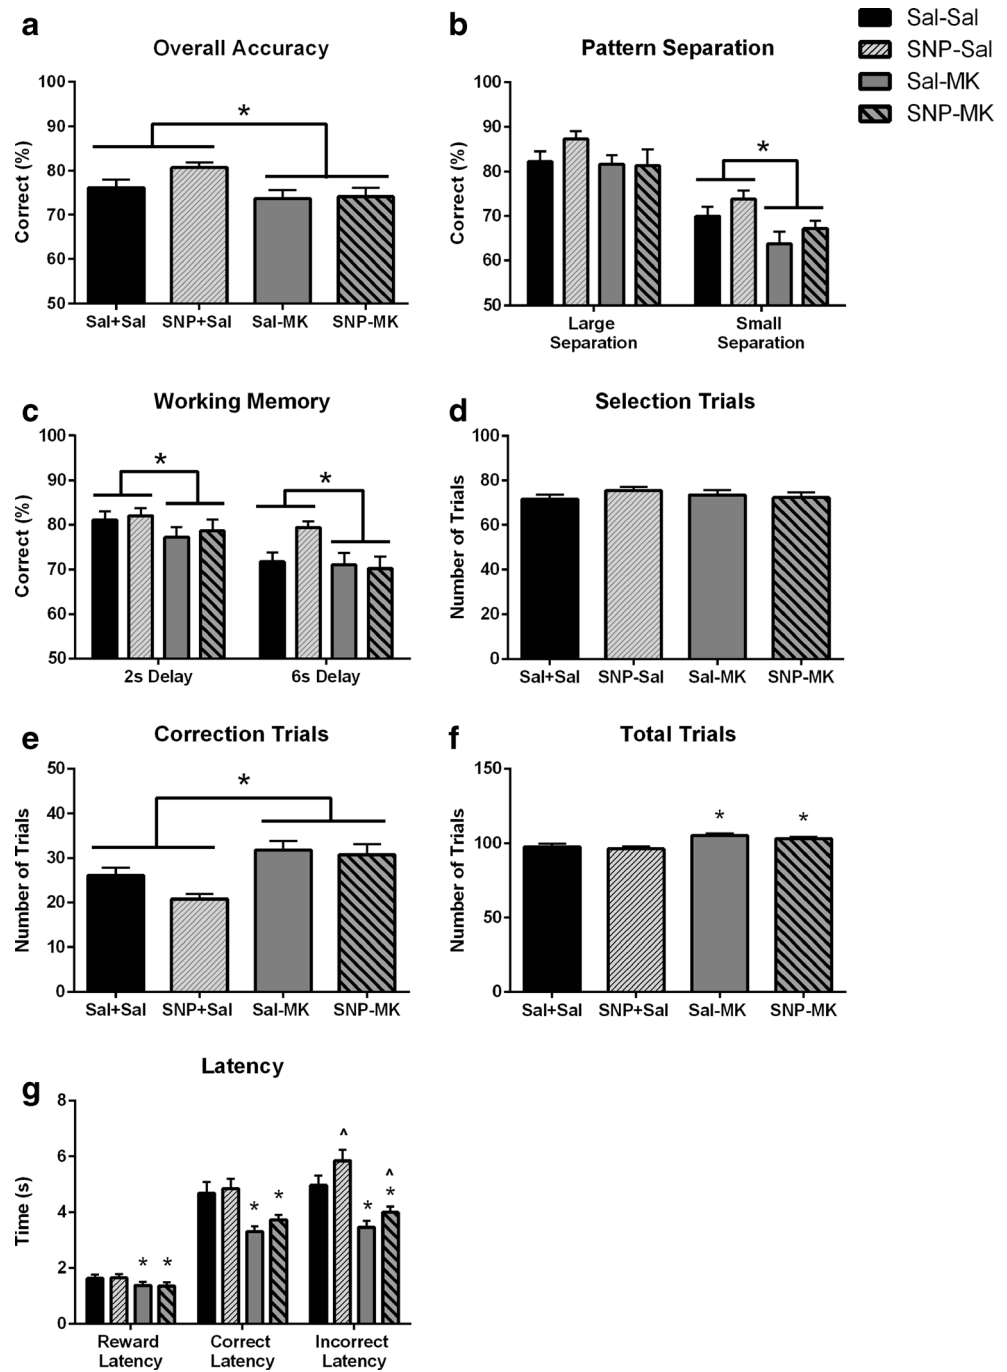 a
Overall Accuracy
Correct (%)
100
90
80
70
60
50
*
Sal+Sal SNP+Sal Sal-MK SNP-MK
b
Pattern Separation
Correct (%)
100
90
80
70
60
50
*
Large Separation
Small Separation
Sal-Sal
SNP-Sal
Sal-MK
SNP-MK
c
Working Memory
Correct (%)
100
90
80
70
60
50
* *
2s Delay 6s Delay
d
Selection Trials
Number of Trials
100
80
60
40
20
0
Sal+Sal SNP-Sal Sal-MK SNP-MK
e
Correction Trials
Number of Trials
50
40
30
20
10
0
*
Sal+Sal SNP+Sal Sal-MK SNP-MK
f
Total Trials
Number of Trials
150
100
50
0
* *
Sal+Sal SNP+Sal Sal-MK SNP-MK
g
Latency
Time (s)
8
6
4
2
0
* *
* *
^ * ^ *
Reward Latency
Correct Latency
Incorrect Latency